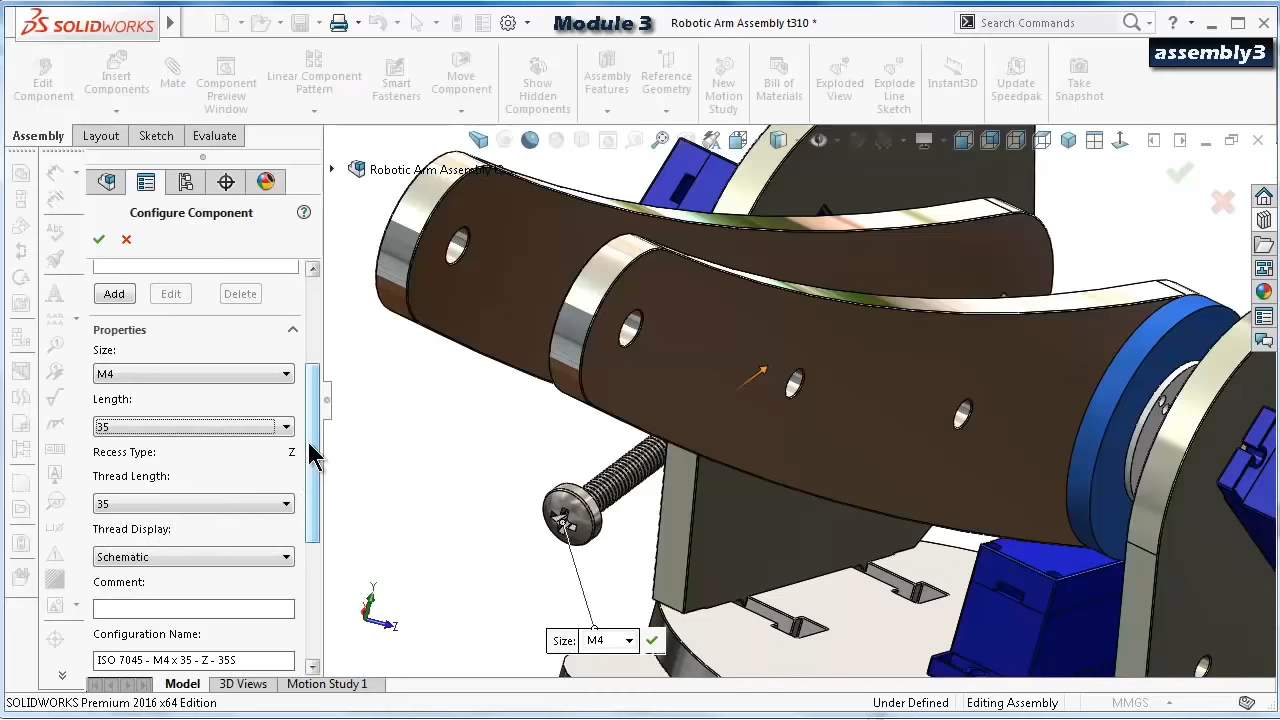 SOLIDWORKS
Module 3
Robotic Arm Assembly t310 *
Search Commands
?
assembly3
Edit Component
Insert Components
Mate
Component Preview Window
Linear Component Pattern
Smart Fasteners
Move Component
Show Hidden Components
Assembly Features
Reference Geometry
New Motion Study
Bill of Materials
Exploded View
Explode Line Sketch
Instant3D
Update Speedpak
Take Snapshot
Assembly
Layout
Sketch
Evaluate
Robotic Arm Assembly t3...
Configure Component
?
Add
Edit
Delete
Properties
Size:
M4
Length:
35
Recess Type:
Z
Thread Length:
35
Thread Display:
Schematic
Comment:
Configuration Name:
ISO 7045 - M4 x 35 - Z - 35S
Abc
Y
Z
Size:
M4
Model
3D Views
Motion Study 1
SOLIDWORKS Premium 2016 x64 Edition
Under Defined
Editing Assembly
MMGS